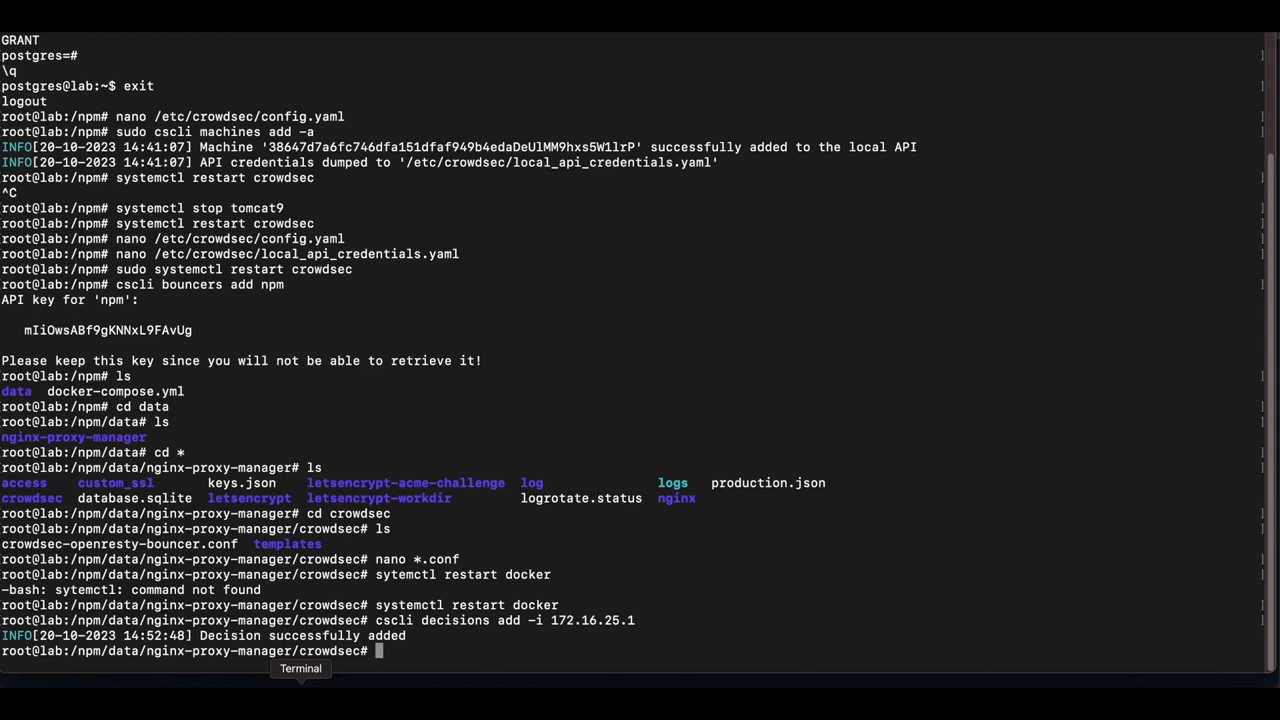 GRANT
[postgres=#
\q
[postgres@lab:~$ exit
logout
[root@lab:/npm# nano /etc/crowdsec/config.yaml
[root@lab:/npm# sudo cscli machines add -a
INFO[20-10-2023 14:41:07] Machine '38647d7a6fc746dfa151dfaf949b4edaDeUlMM9hxs5W1lrP' successfully added to the local API
INFO[20-10-2023 14:41:07] API credentials dumped to '/etc/crowdsec/local_api_credentials.yaml'
[root@lab:/npm# systemctl restart crowdsec
^C
[root@lab:/npm# systemctl stop tomcat9
[root@lab:/npm# systemctl restart crowdsec
[root@lab:/npm# nano /etc/crowdsec/config.yaml
[root@lab:/npm# nano /etc/crowdsec/local_api_credentials.yaml
[root@lab:/npm# sudo systemctl restart crowdsec
[root@lab:/npm# cscli bouncers add npm
API key for 'npm':
mIiOwsABf9gKNNxL9FAvUg
Please keep this key since you will not be able to retrieve it!
[root@lab:/npm# ls
data docker-compose.yml
[root@lab:/npm# cd data
[root@lab:/npm/data# ls
nginx-proxy-manager
[root@lab:/npm/data# cd *
[root@lab:/npm/data/nginx-proxy-manager# ls
access custom_ssl keys.json letsencrypt-acme-challenge log logs production.json
crowdsec database.sqlite letsencrypt letsencrypt-workdir logrotate.status nginx
[root@lab:/npm/data/nginx-proxy-manager# cd crowdsec
[root@lab:/npm/data/nginx-proxy-manager/crowdsec# ls
crowdsec-openresty-bouncer.conf templates
[root@lab:/npm/data/nginx-proxy-manager/crowdsec# nano *.conf
[root@lab:/npm/data/nginx-proxy-manager/crowdsec# sytemctl restart docker
-bash: sytemctl: command not found
[root@lab:/npm/data/nginx-proxy-manager/crowdsec# systemctl restart docker
[root@lab:/npm/data/nginx-proxy-manager/crowdsec# cscli decisions add -i 172.16.25.1
INFO[20-10-2023 14:52:48] Decision successfully added
root@lab:/npm/data/nginx-proxy-manager/crowdsec#
Terminal